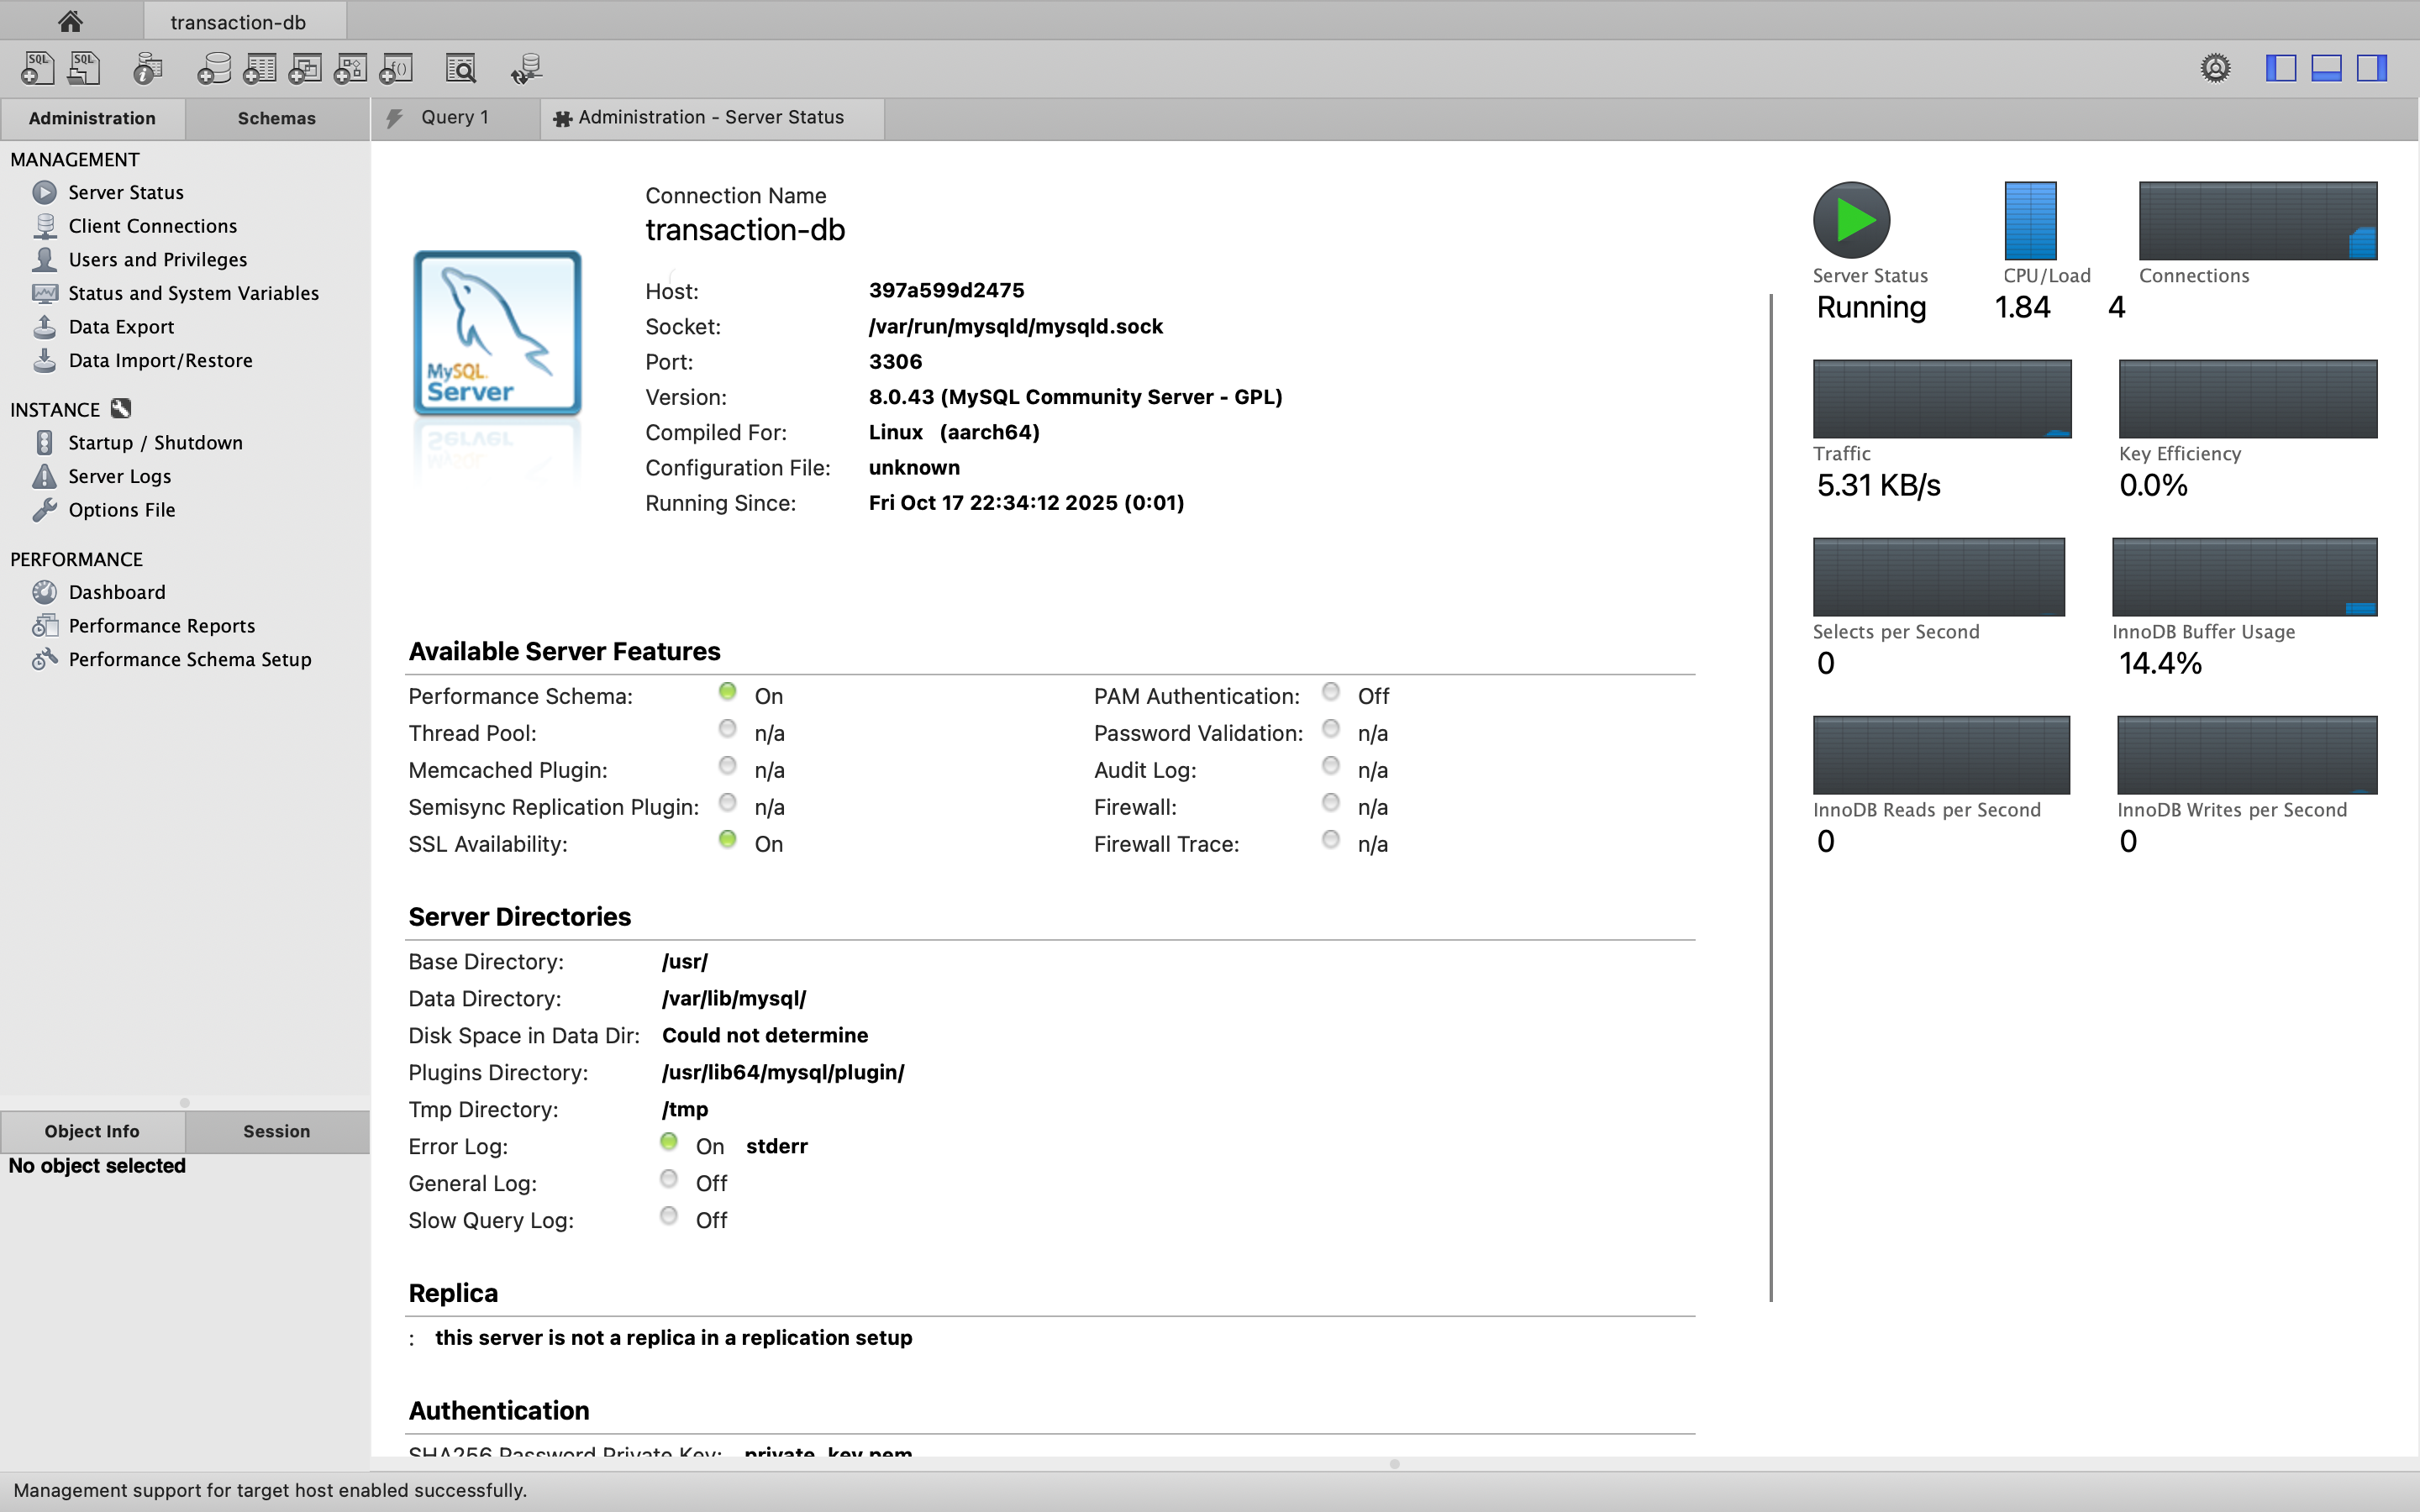 transaction-db
SQL SQL
Administration Schemas Query 1 Administration - Server Status
MANAGEMENT
Server Status
Client Connections
Users and Privileges
Status and System Variables
Data Export
Data Import/Restore
INSTANCE
Startup / Shutdown
Server Logs
Options File
PERFORMANCE
Dashboard
Performance Reports
Performance Schema Setup
Object Info Session
No object selected
MySQL
Server
Connection Name
transaction-db
Host: 397a599d2475
Socket: /var/run/mysqld/mysqld.sock
Port: 3306
Version: 8.0.43 (MySQL Community Server - GPL)
Compiled For: Linux (aarch64)
Configuration File: unknown
Running Since: Fri Oct 17 22:34:12 2025 (0:01)
Available Server Features
Performance Schema: On PAM Authentication: Off
Thread Pool: n/a Password Validation: n/a
Memcached Plugin: n/a Audit Log: n/a
Semisync Replication Plugin: n/a Firewall: n/a
SSL Availability: On Firewall Trace: n/a
Server Directories
Base Directory: /usr/
Data Directory: /var/lib/mysql/
Disk Space in Data Dir: Could not determine
Plugins Directory: /usr/lib64/mysql/plugin/
Tmp Directory: /tmp
Error Log: On stderr
General Log: Off
Slow Query Log: Off
Replica
: this server is not a replica in a replication setup
Authentication
SHA256 Password Private Key: private_key.pem
Server Status CPU/Load Connections
Running 1.84 4
Traffic Key Efficiency
5.31 KB/s 0.0%
Selects per Second InnoDB Buffer Usage
0 14.4%
InnoDB Reads per Second InnoDB Writes per Second
0 0
Management support for target host enabled successfully.